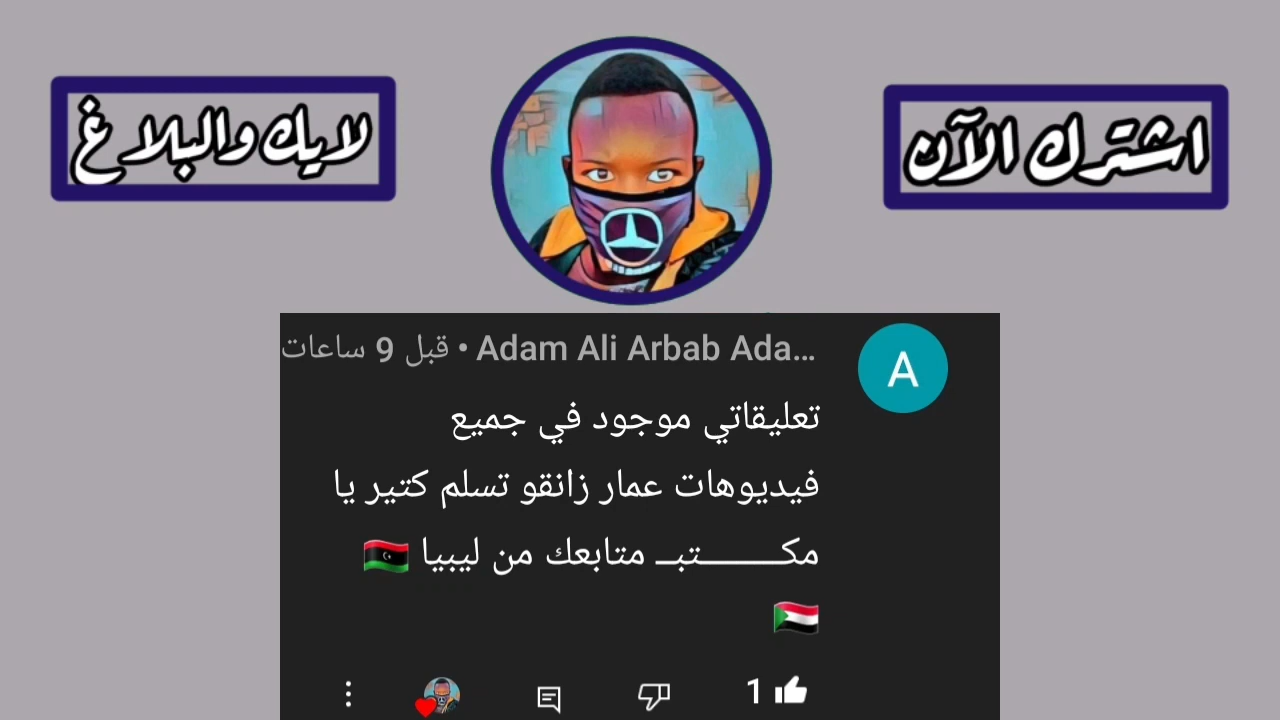 اشترك الآن
لايك والبلاغ
A
Adam Ali Arbab Ada... • قبل 9 ساعات
تعليقاتي موجود في جميع
فيديوهات عمار زانقو تسلم كتير يا
مكــــــــتبــ متابعك من ليبيا 🇱🇾
🇸🇩
1